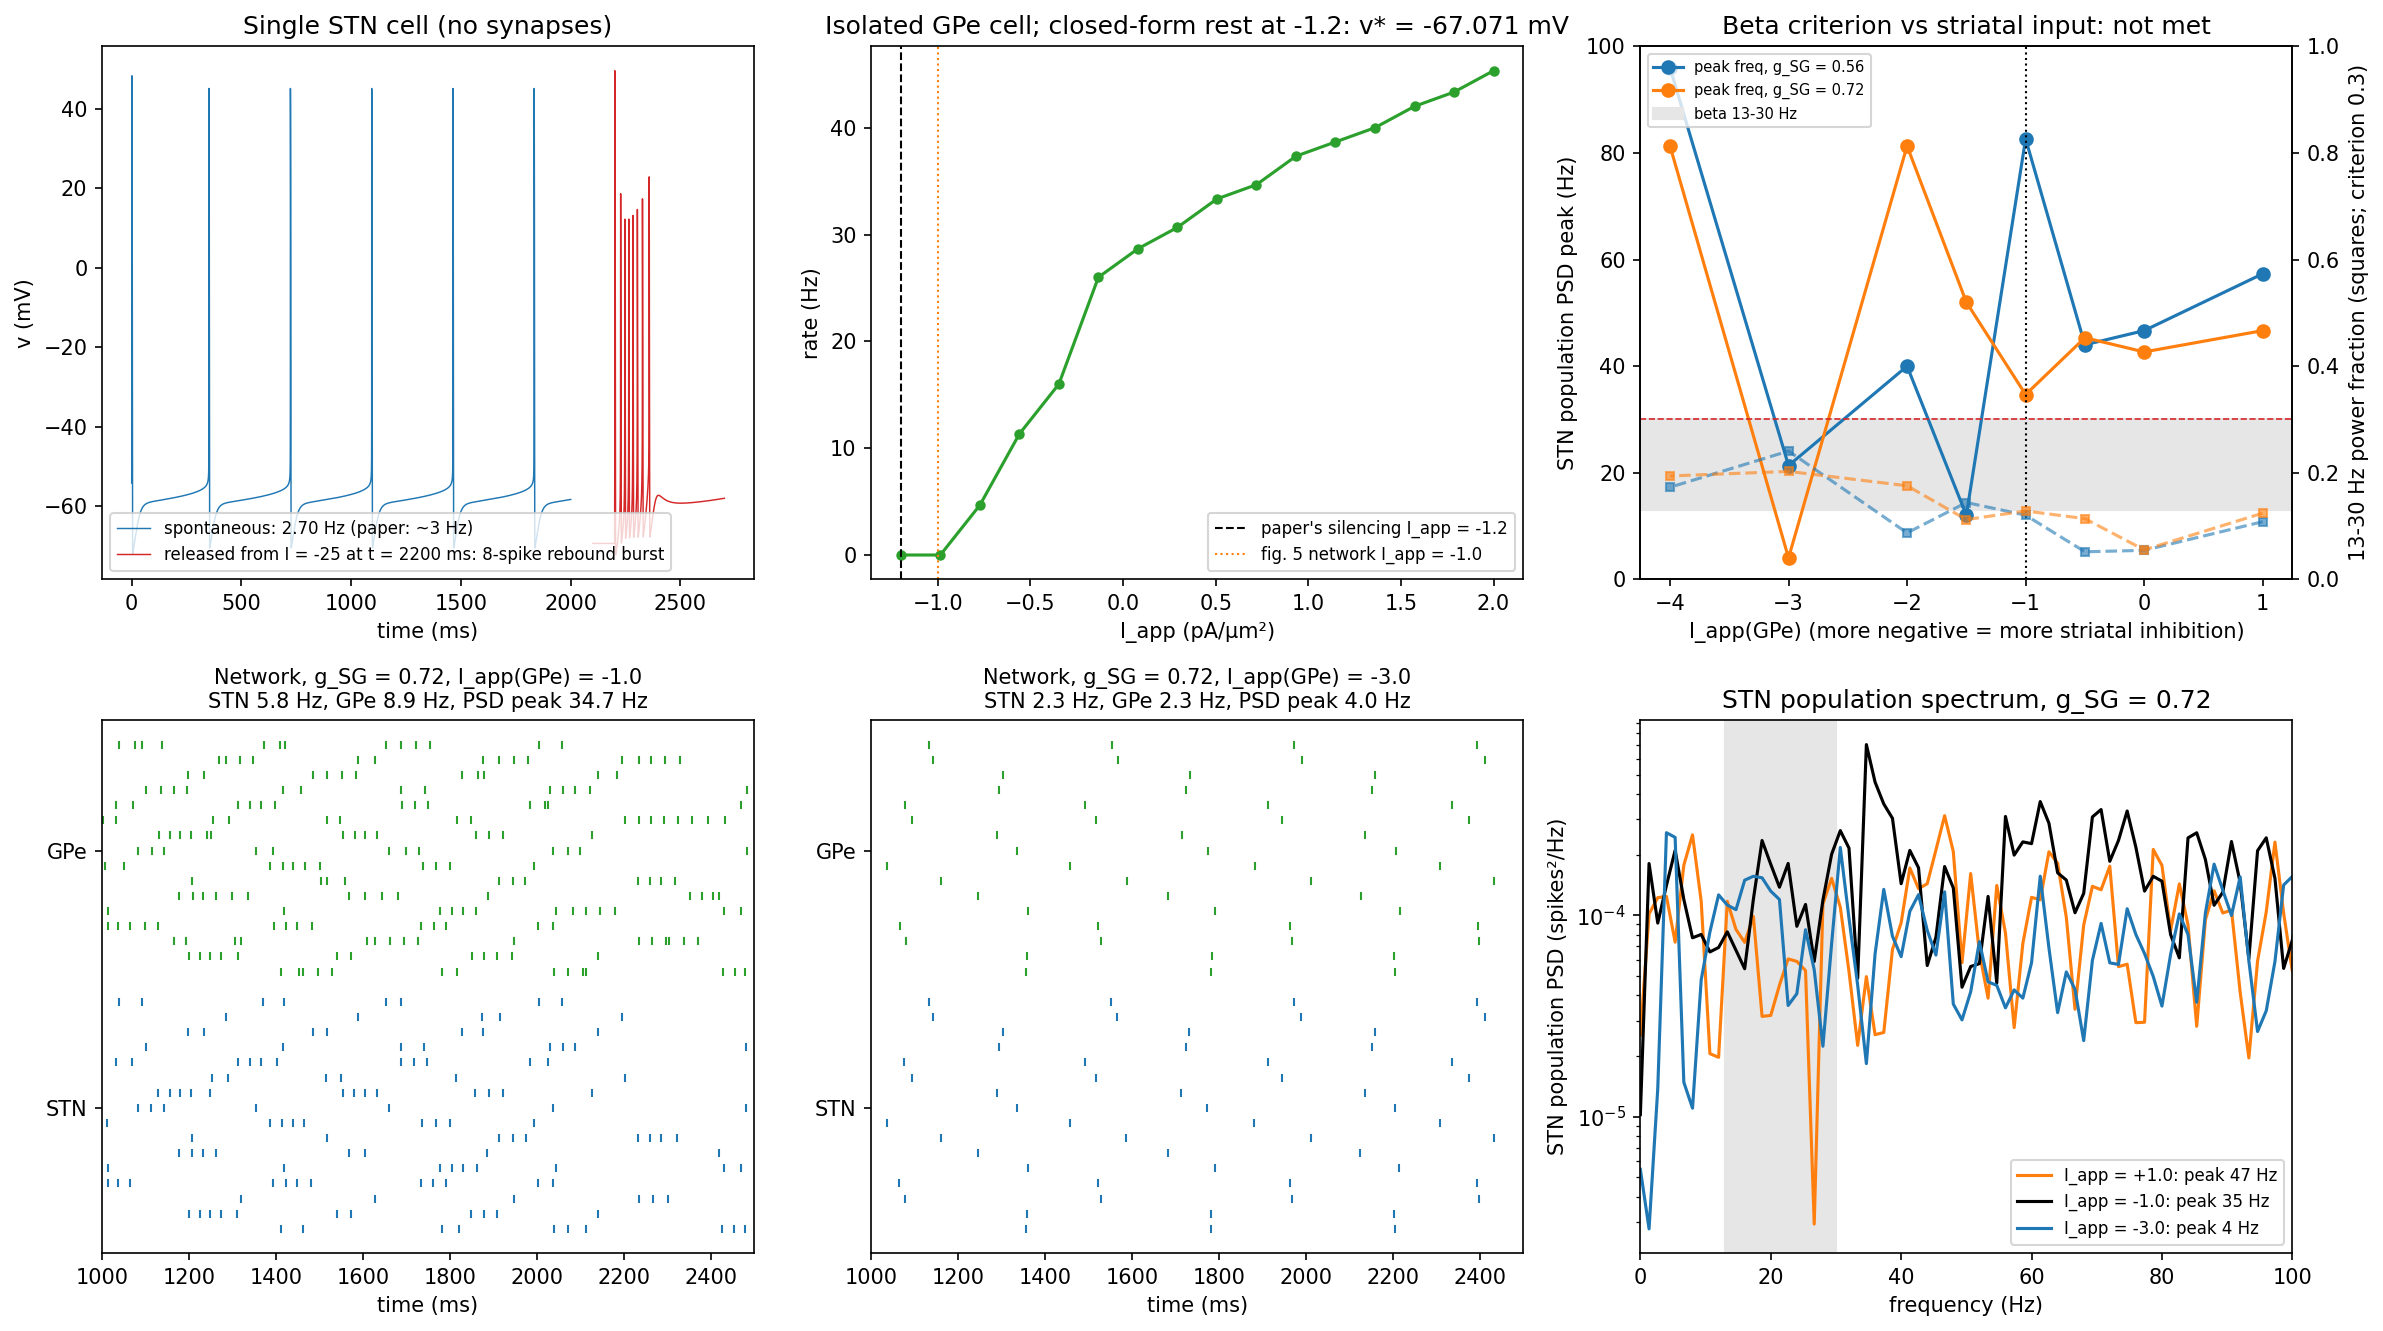 Single STN cell (no synapses)
v (mV)
40
20
0
−20
−40
−60
spontaneous: 2.70 Hz (paper: ~3 Hz)
released from I = -25 at t = 2200 ms: 8-spike rebound burst
0 500 1000 1500 2000 2500
time (ms)
Isolated GPe cell; closed-form rest at -1.2: v* = -67.071 mV
rate (Hz)
40
30
20
10
0
paper's silencing I_app = -1.2
fig. 5 network I_app = -1.0
−1.0 −0.5 0.0 0.5 1.0 1.5 2.0
I_app (pA/μm²)
Beta criterion vs striatal input: not met
STN population PSD peak (Hz)
100
80
60
40
20
0
peak freq, g_SG = 0.56
peak freq, g_SG = 0.72
beta 13-30 Hz
1.0
0.8
0.6
0.4
0.2
0.0
13-30 Hz power fraction (squares; criterion 0.3)
−4 −3 −2 −1 0 1
I_app(GPe) (more negative = more striatal inhibition)
Network, g_SG = 0.72, I_app(GPe) = -1.0
STN 5.8 Hz, GPe 8.9 Hz, PSD peak 34.7 Hz
GPe
STN
1000 1200 1400 1600 1800 2000 2200 2400
time (ms)
Network, g_SG = 0.72, I_app(GPe) = -3.0
STN 2.3 Hz, GPe 2.3 Hz, PSD peak 4.0 Hz
GPe
STN
1000 1200 1400 1600 1800 2000 2200 2400
time (ms)
STN population spectrum, g_SG = 0.72
STN population PSD (spikes²/Hz)
10⁻⁴
10⁻⁵
I_app = +1.0: peak 47 Hz
I_app = -1.0: peak 35 Hz
I_app = -3.0: peak 4 Hz
0 20 40 60 80 100
frequency (Hz)